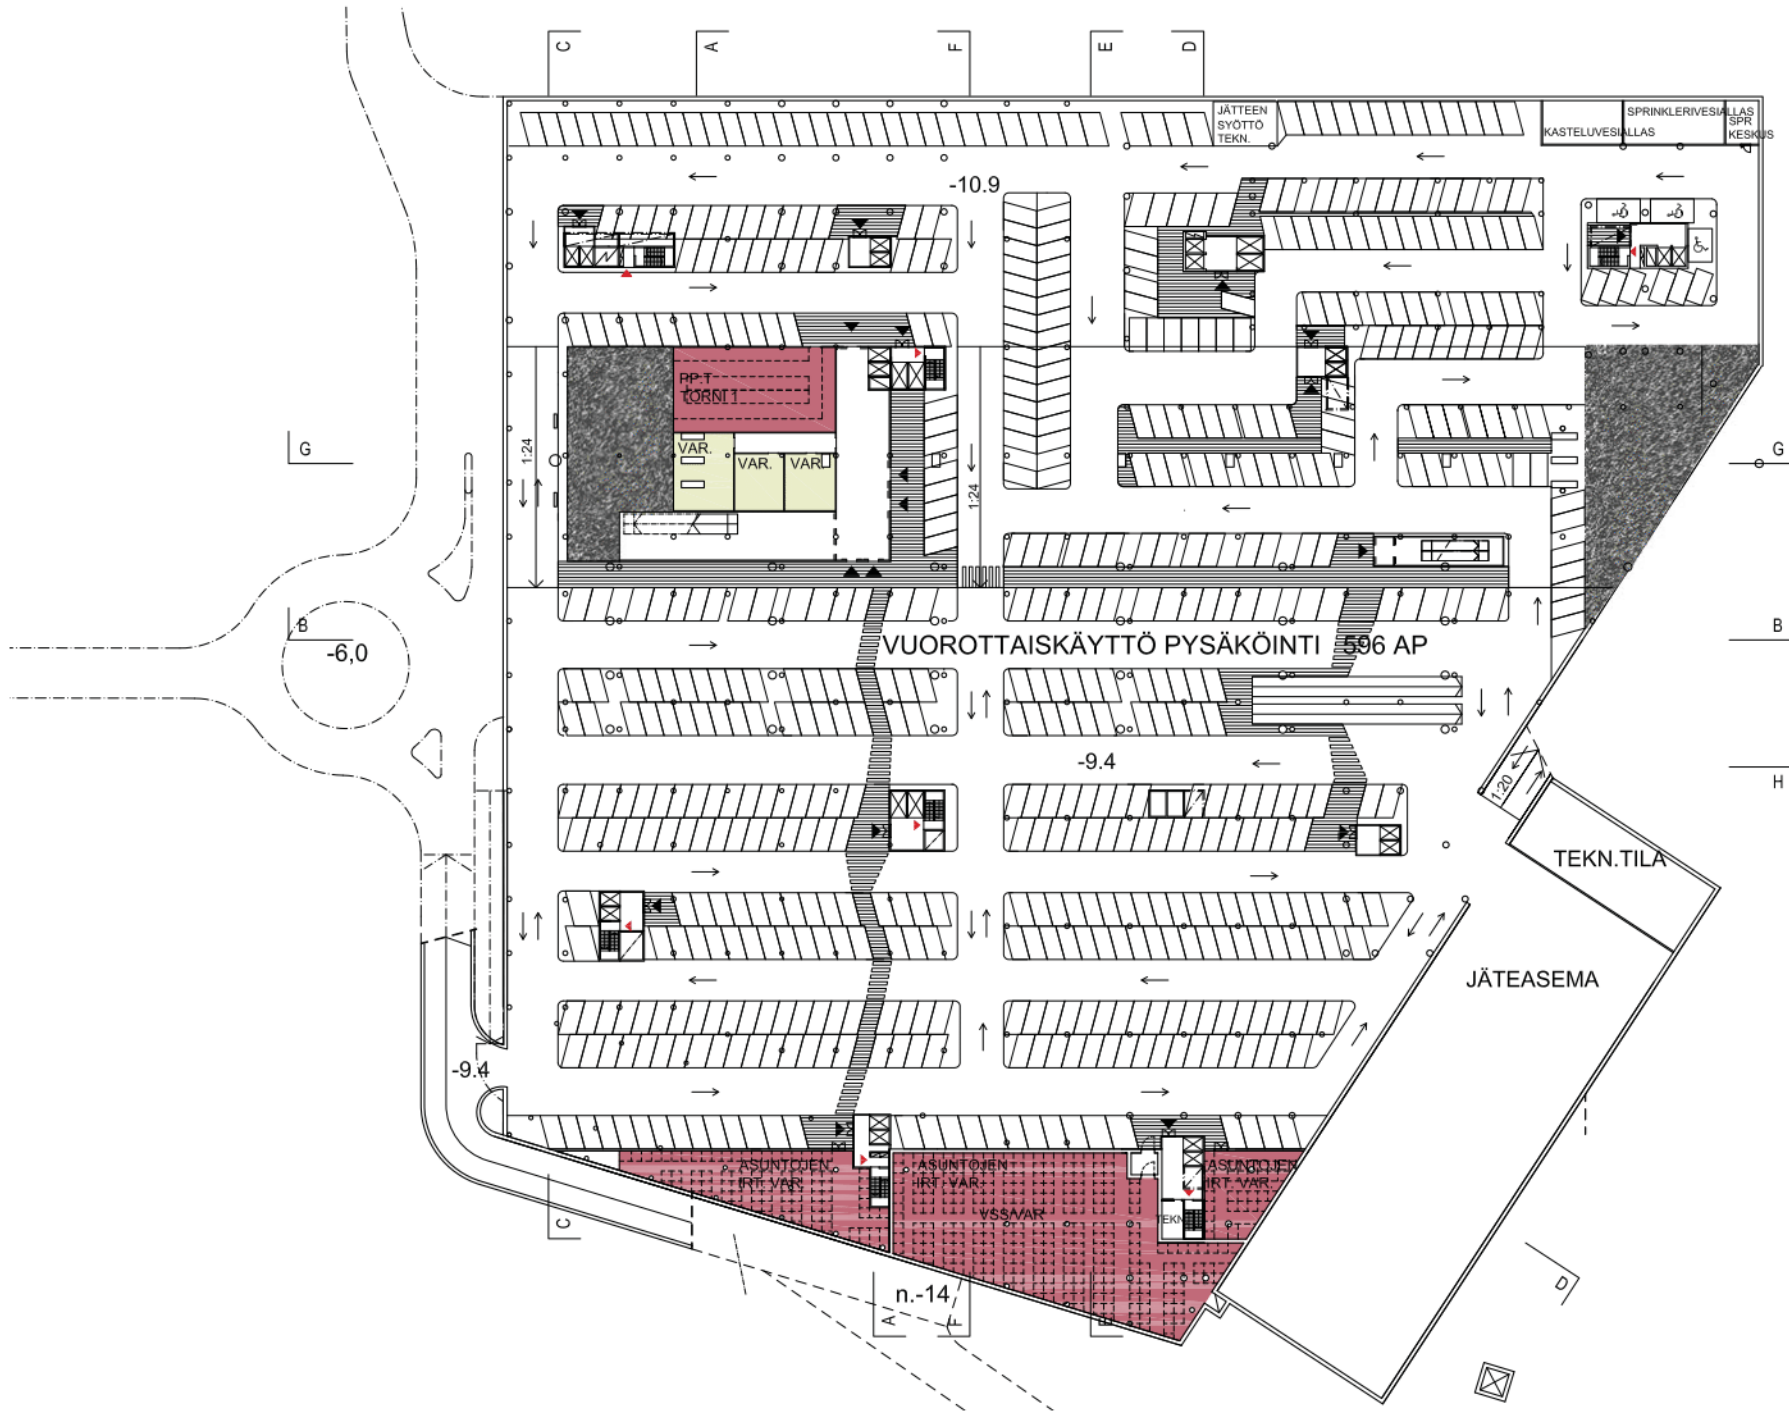 C
A
F
E
D
JÄTTEEN
SYÖTTÖ
TEKN.
SPRINKLERIVESIALLAS
KASTELUVESIALLAS
SPR
KESKUS
-10.9
PP.T
TORNI 1
VAR.
VAR.
VAR.
1:24
1:24
G
G
B
B
-6,0
VUOROTTAISKÄYTTÖ PYSÄKÖINTI 596 AP
-9.4
H
1:20
TEKN.TILA
JÄTEASEMA
-9.4
ASUNTOJEN
IRT. VAR.
ASUNTOJEN
IRT. VAR.
ASUNTOJEN
IRT. VAR.
VSS/VAR
TEKN
C
n.-14
A
F
E
D